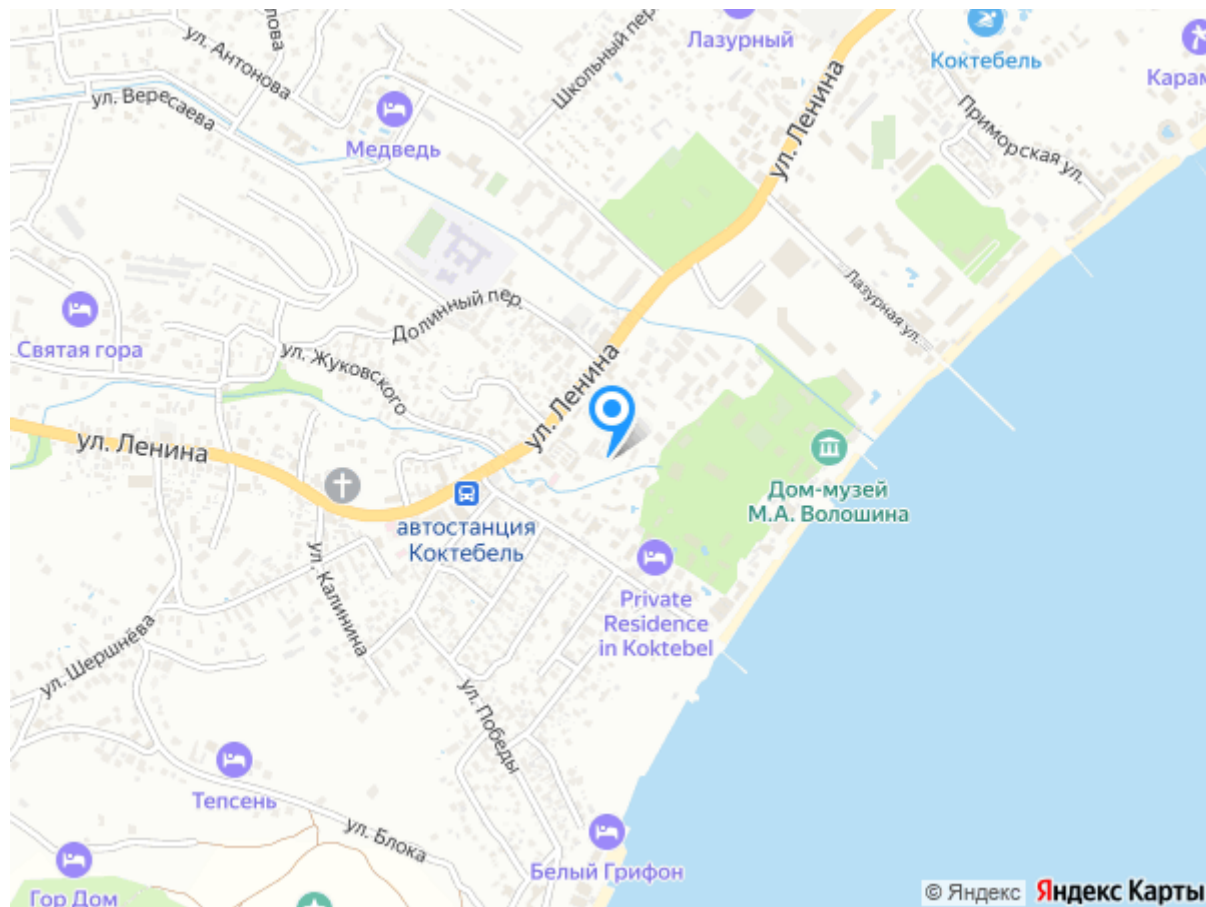 лова
ул. Антонова
ул. Вересаева
Школьный пер.
Лазурный
Коктебель
Карам
Медведь
ул. Ленина
Приморская ул.
Лазурная ул.
Долинный пер.
Святая гора
ул. Жуковского
ул. Ленина
ул. Ленина
Дом-музей
М.А. Волошина
автостанция
Коктебель
ул. Калинина
Private
Residence
in Koktebel
ул. Шершнёва
ул. Победы
Тепсень
ул. Блока
Белый Грифон
Гор Дом
© Яндекс Яндекс Карты